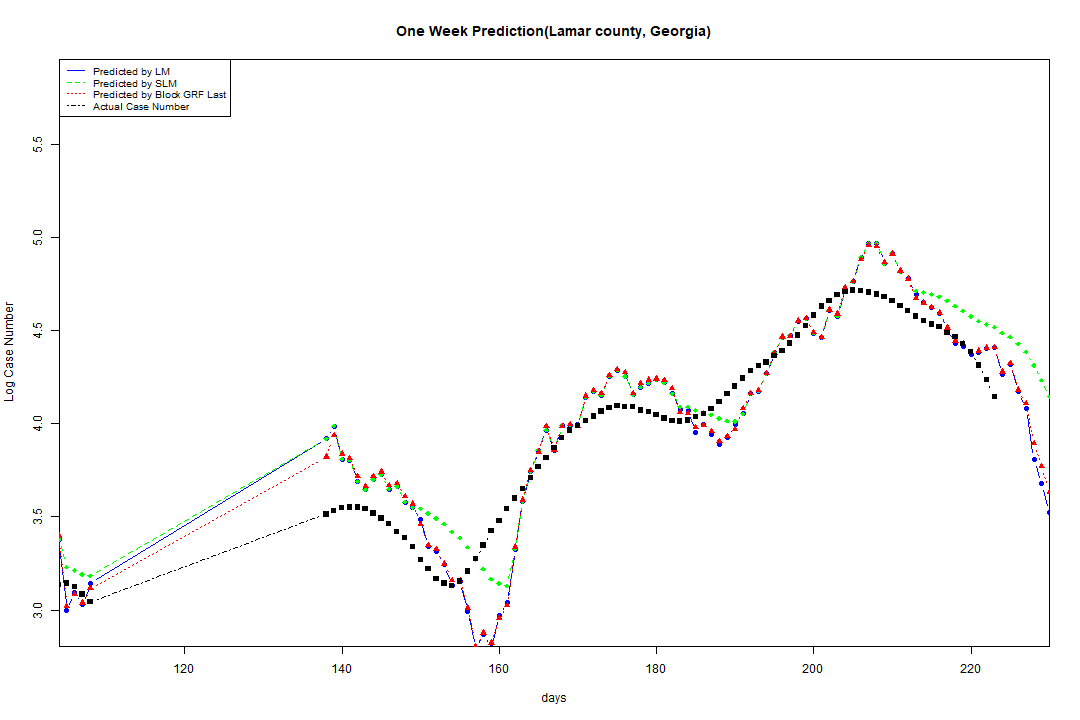 One Week Prediction(Lamar county, Georgia)
Predicted by LM
Predicted by SLM
Predicted by Block GRF Last
Actual Case Number
5.5
5.0
4.5
4.0
3.5
3.0
Log Case Number
120 140 160 180 200 220
days